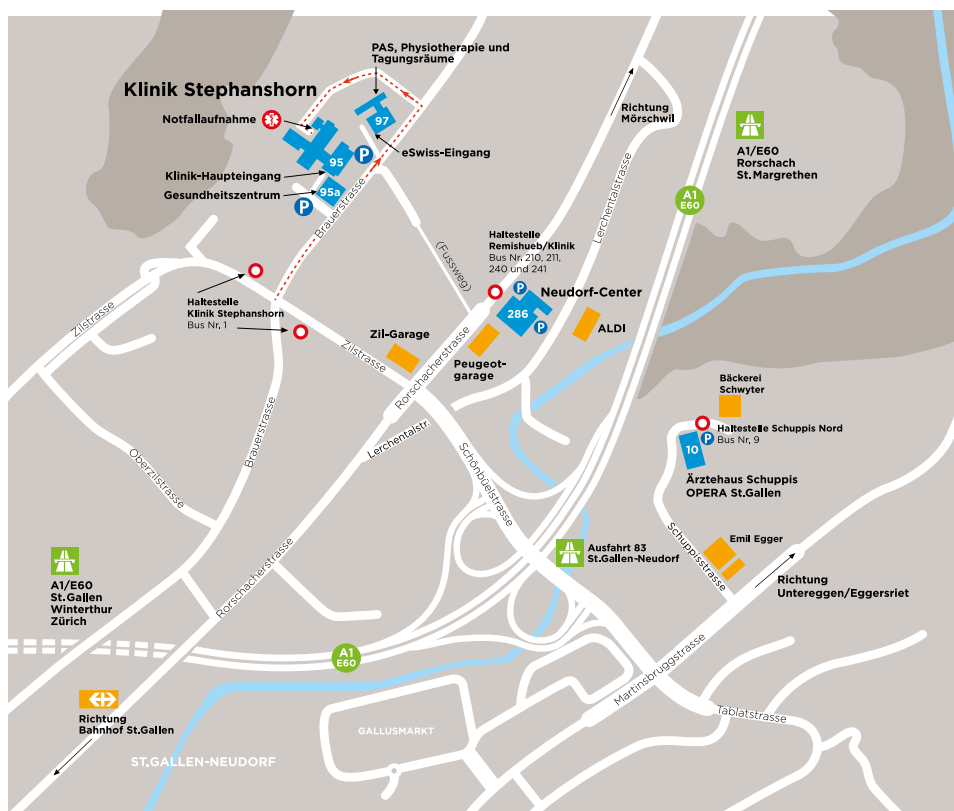 PAS, Physiotherapie und
Tagungsräume
Klinik Stephanshorn
Notfallaufnahme
97
eSwiss-Eingang
P
95
Klinik-Haupteingang
95a
Gesundheitszentrum
P
Brauerstrasse
Richtung
Mörschwil
A1/E60
Rorschach
St.Margrethen
A1
E60
Lerchentalstrasse
(Fussweg)
Haltestelle
Remishueb/Klinik
Bus Nr. 210, 211,
240 und 241
P
Neudorf-Center
286
P
ALDI
Haltestelle
Klinik Stephanshorn
Bus Nr. 1
Zilstrasse
Zilstrasse
Zil-Garage
Rorschacherstrasse
Peugeot-
garage
Bäckerei
Schwyter
Haltestelle Schuppis Nord
Bus Nr. 9
P
10
Ärztehaus Schuppis
OPERA St.Gallen
Lerchentalstr.
Brauerstrasse
Oberzilstrasse
Schönbüelstrasse
Schuppisstrasse
Emil Egger
Ausfahrt 83
St.Gallen-Neudorf
Richtung
Untereggen/Eggersriet
A1/E60
St.Gallen
Winterthur
Zürich
Rorschacherstrasse
A1
E60
Martinsbruggstrasse
Tablatstrasse
Richtung
Bahnhof St.Gallen
GALLUSMARKT
ST.GALLEN-NEUDORF